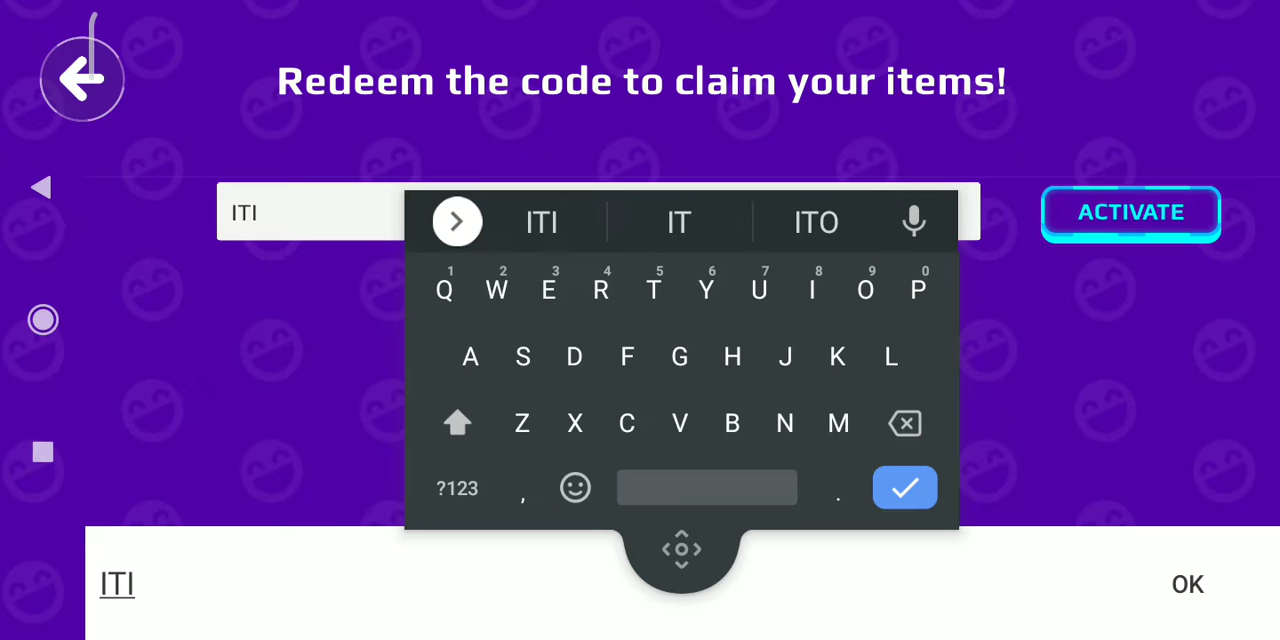 Redeem the code to claim your items!
ITI
ACTIVATE
ITI IT ITO
1 2 3 4 5 6 7 8 9 0
Q W E R T Y U I O P
A S D F G H J K L
Z X C V B N M
?123 , .
ITI
OK